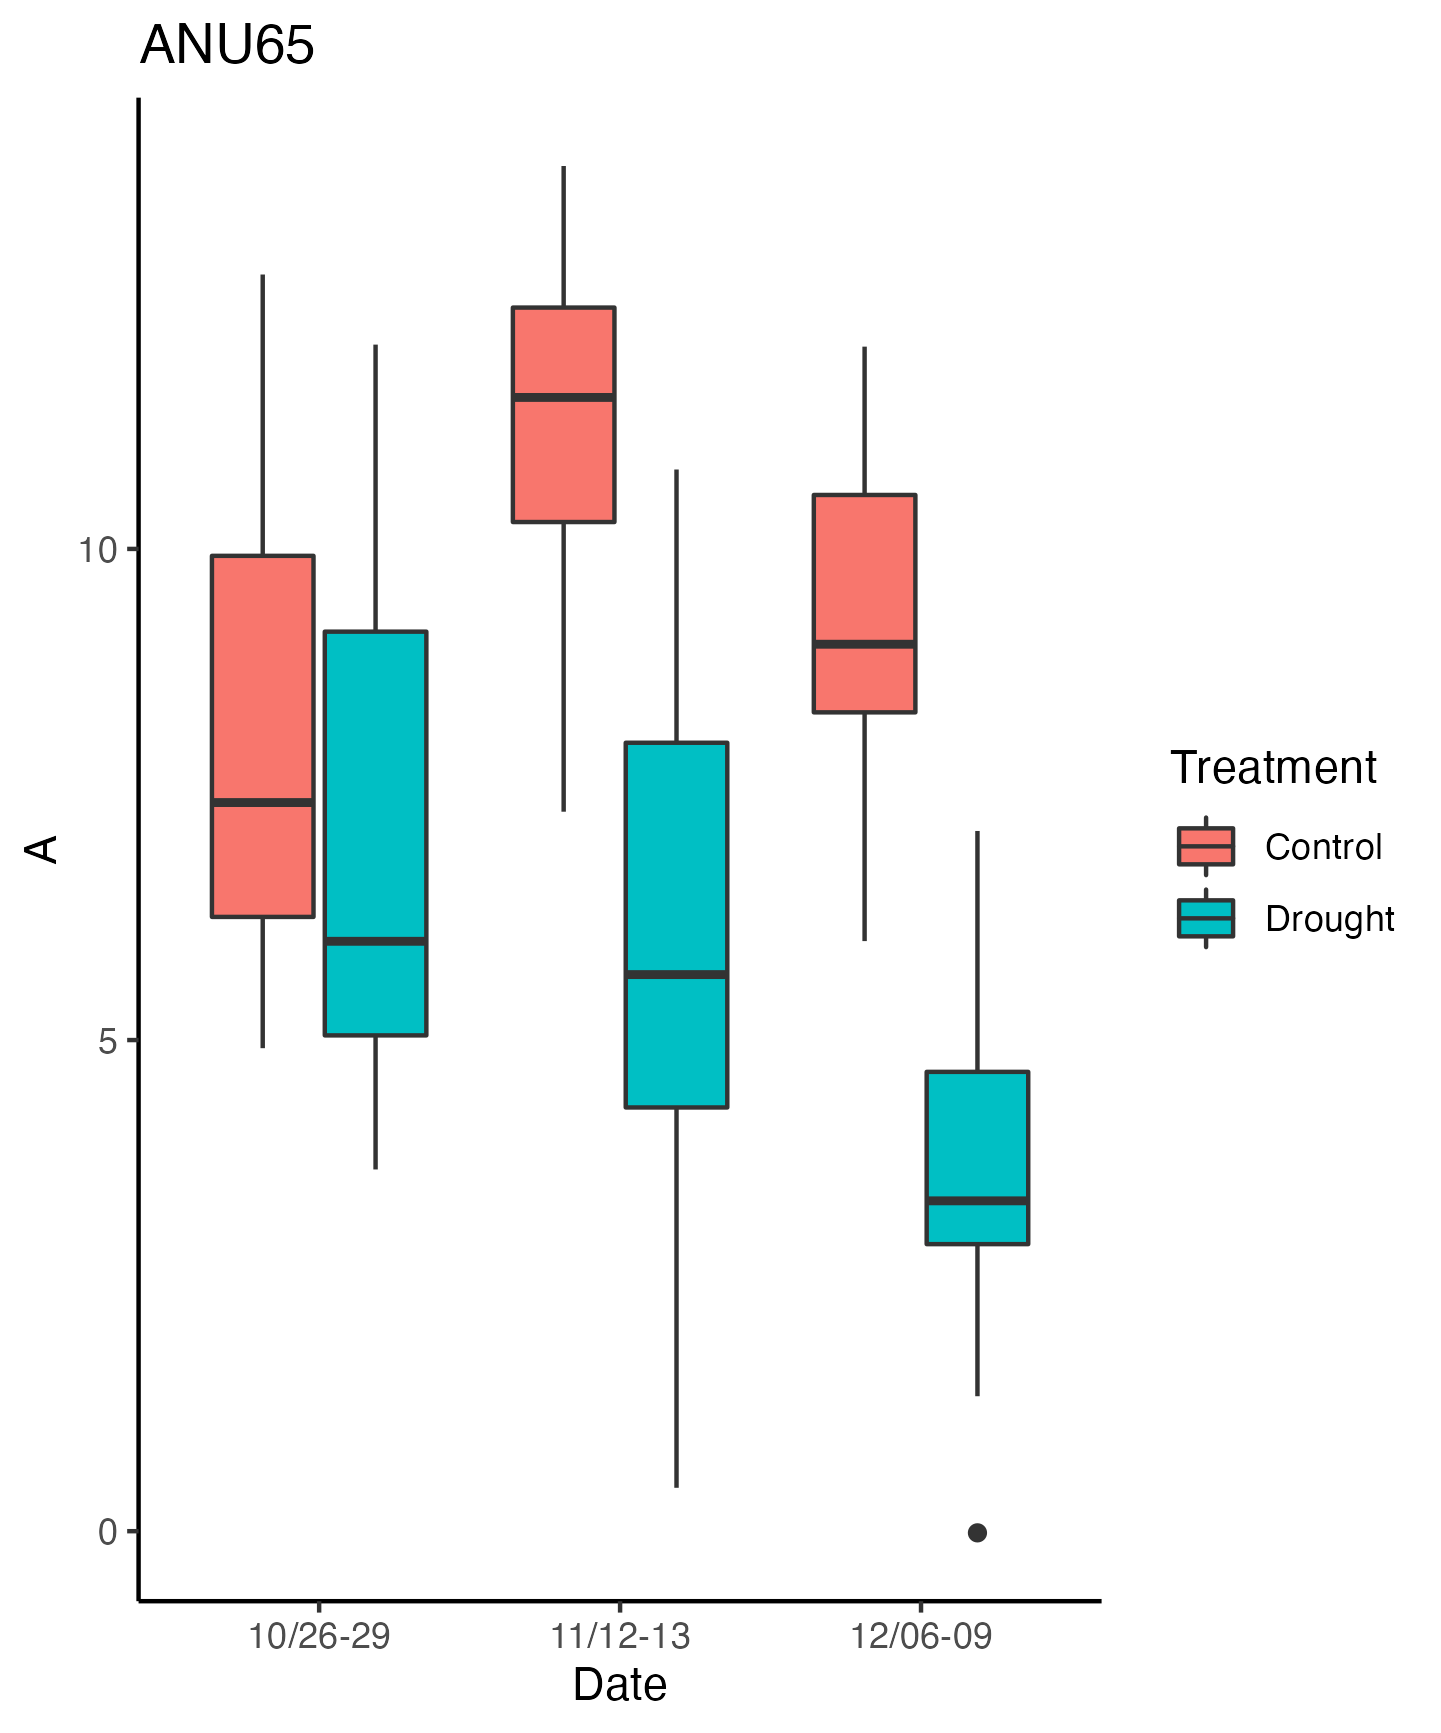 ANU65
10
5
0
A
10/26-29
11/12-13
12/06-09
Date
Treatment
Control
Drought